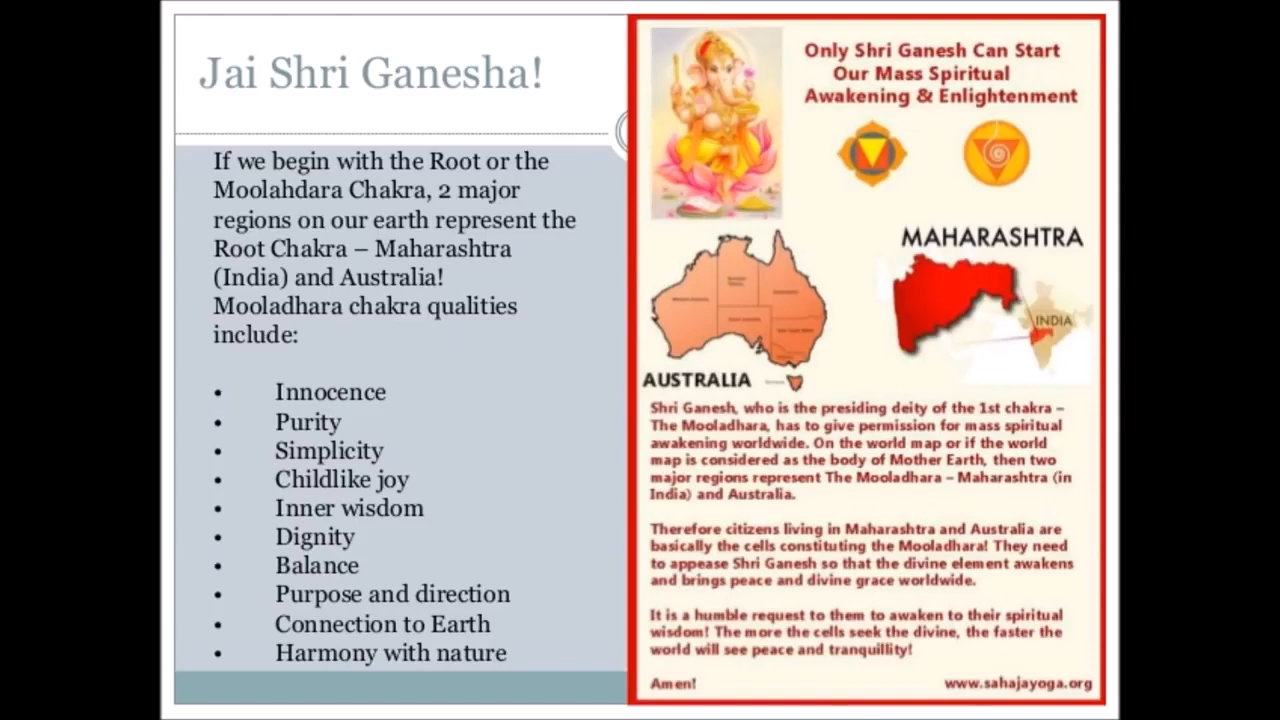 Jai Shri Ganesha!
If we begin with the Root or the
Moolahdara Chakra, 2 major
regions on our earth represent the
Root Chakra – Maharashtra
(India) and Australia!
Mooladhara chakra qualities
include:
• Innocence
• Purity
• Simplicity
• Childlike joy
• Inner wisdom
• Dignity
• Balance
• Purpose and direction
• Connection to Earth
• Harmony with nature
Only Shri Ganesh Can Start
Our Mass Spiritual
Awakening & Enlightenment
MAHARASHTRA
INDIA
AUSTRALIA
Shri Ganesh, who is the presiding deity of the 1st chakra –
The Mooladhara, has to give permission for mass spiritual
awakening worldwide. On the world map or if the world
map is considered as the body of Mother Earth, then two
major regions represent The Mooladhara – Maharashtra (in
India) and Australia.
Therefore citizens living in Maharashtra and Australia are
basically the cells constituting the Mooladhara! They need
to appease Shri Ganesh so that the divine element awakens
and brings peace and divine grace worldwide.
It is a humble request to them to awaken to their spiritual
wisdom! The more the cells seek the divine, the faster the
world will see peace and tranquillity!
Amen!
www.sahajayoga.org